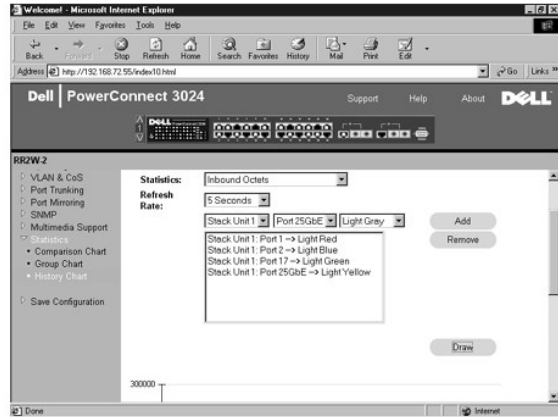 Welcome! - Microsoft Internet Explorer
File Edit View Favorites Tools Help
Back Forward Stop Refresh Home Search Favorites History Mail Print Edit
Address http://192.168.72.55/index10.html Go Links »
Dell PowerConnect 3024 Support Help About DELL
DELL
RR2W-2
VLAN & CoS
Port Trunking
Port Mirroring
SNMP
Multimedia Support
Statistics
Comparison Chart
Group Chart
History Chart
Save Configuration
Statistics: Inbound Octets
Refresh Rate: 5 Seconds
Stack Unit 1 Port 25GbE Light Gray Add
Stack Unit 1: Port 1 --> Light Red
Stack Unit 1: Port 2 --> Light Blue
Stack Unit 1: Port 17 --> Light Green
Stack Unit 1: Port 25GbE --> Light Yellow
Remove
Draw
300000
Done Internet